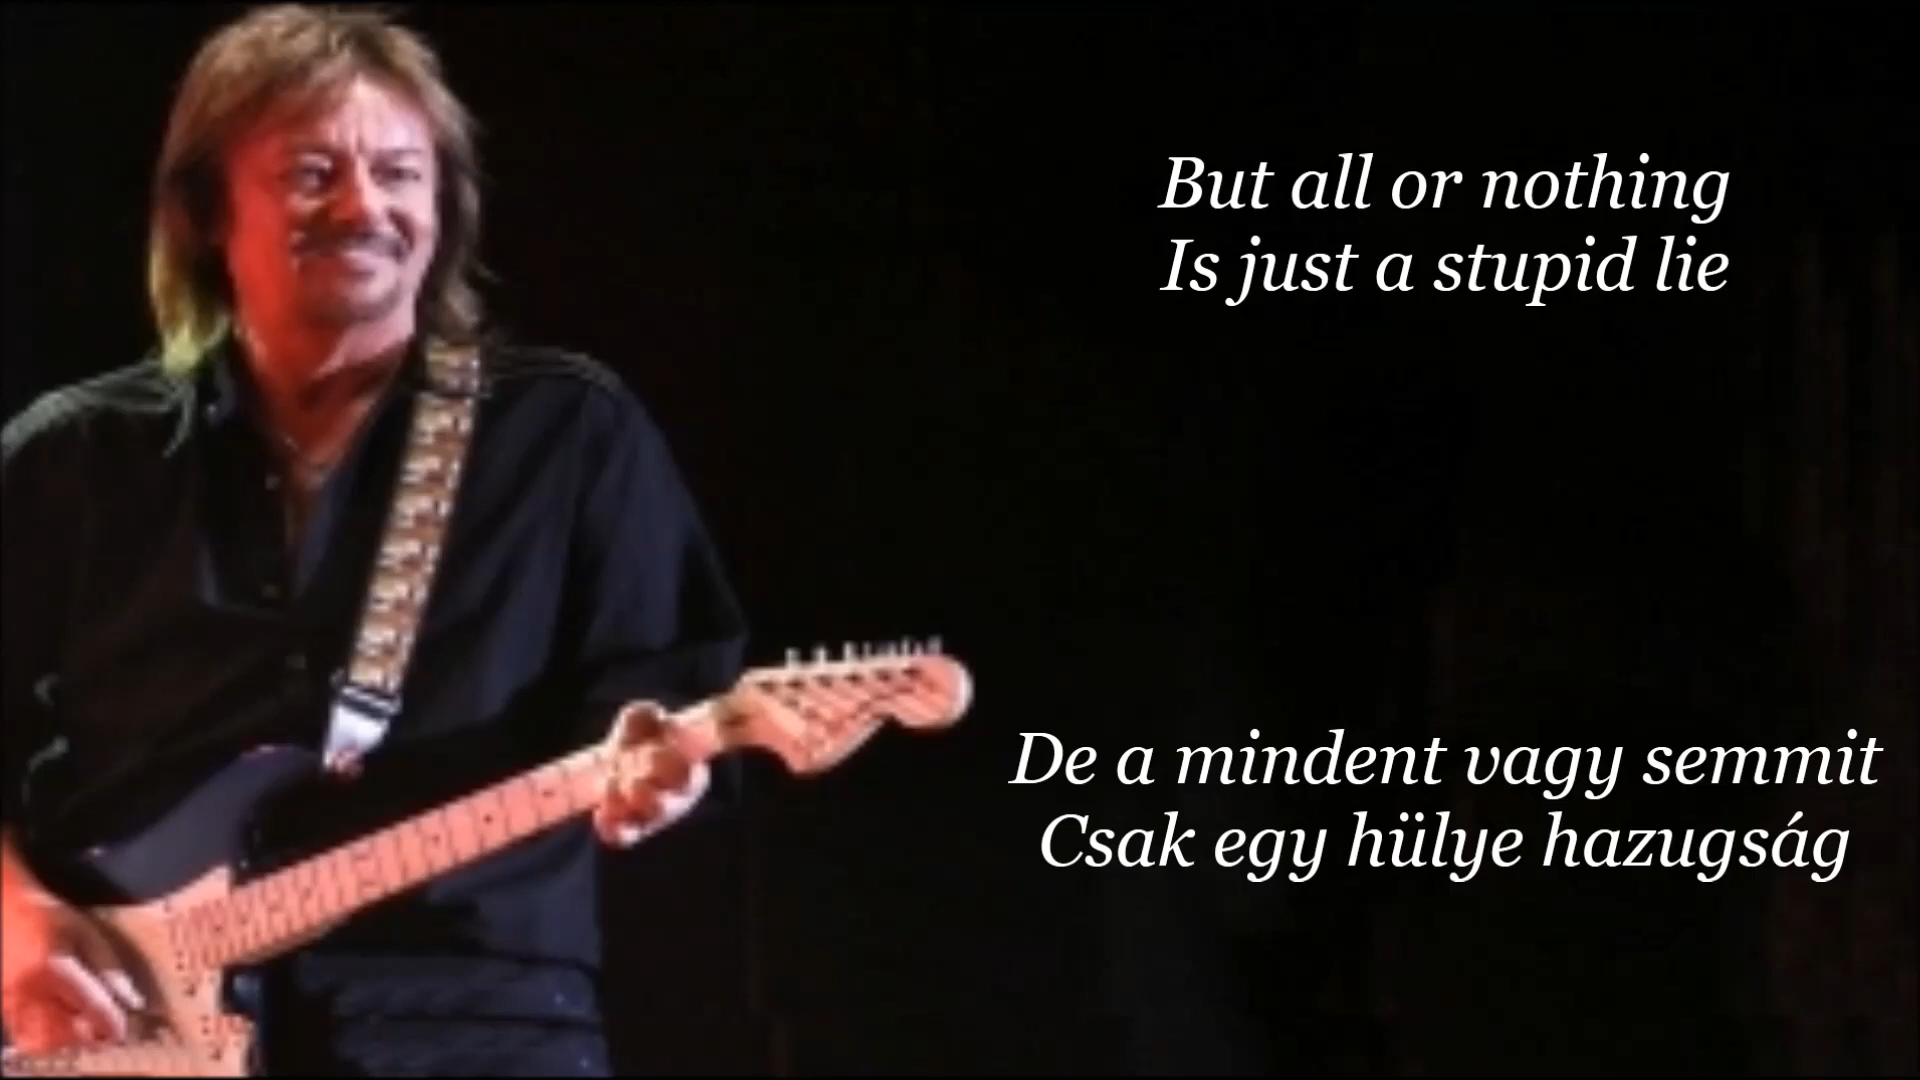 But all or nothing
Is just a stupid lie
De a mindent vagy semmit
Csak egy hülye hazugság